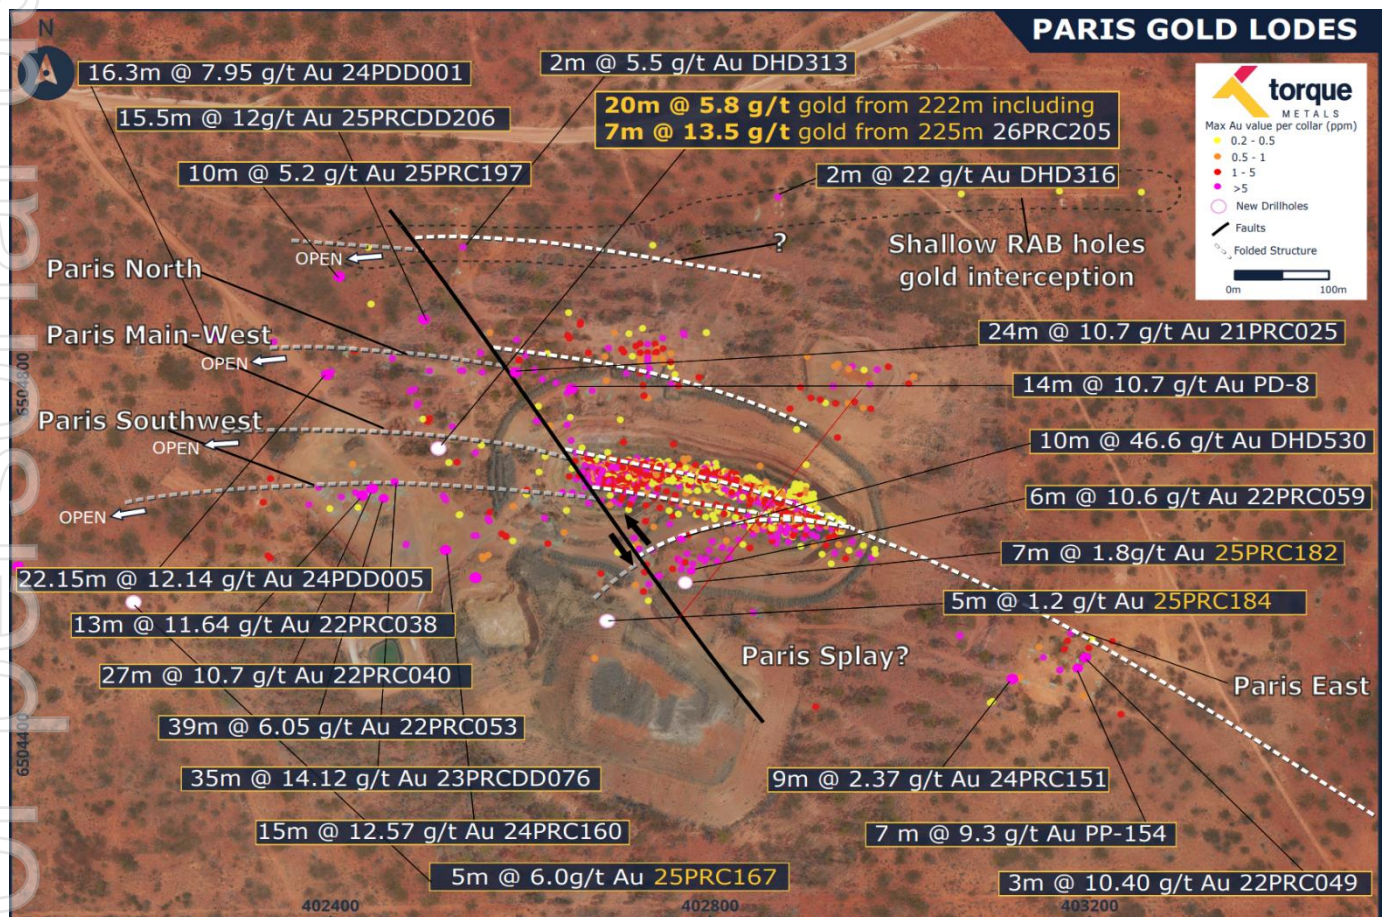 PARIS GOLD LODES
N
16.3m @ 7.95 g/t Au 24PDD001
2m @ 5.5 g/t Au DHD313
15.5m @ 12g/t Au 25PRCDD206
20m @ 5.8 g/t gold from 222m including
7m @ 13.5 g/t gold from 225m 26PRC205
10m @ 5.2 g/t Au 25PRC197
2m @ 22 g/t Au DHD316
torque
METALS
Max Au value per collar (ppm)
0.2 - 0.5
0.5 - 1
1 - 5
>5
New Drillholes
Faults
Folded Structure
0m 100m
?
Shallow RAB holes
gold interception
OPEN
Paris North
Paris Main-West
OPEN
Paris Southwest
OPEN
OPEN
24m @ 10.7 g/t Au 21PRC025
14m @ 10.7 g/t Au PD-8
10m @ 46.6 g/t Au DHD530
6m @ 10.6 g/t Au 22PRC059
7m @ 1.8g/t Au 25PRC182
5m @ 1.2 g/t Au 25PRC184
22.15m @ 12.14 g/t Au 24PDD005
13m @ 11.64 g/t Au 22PRC038
27m @ 10.7 g/t Au 22PRC040
39m @ 6.05 g/t Au 22PRC053
35m @ 14.12 g/t Au 23PRCDD076
15m @ 12.57 g/t Au 24PRC160
5m @ 6.0g/t Au 25PRC167
Paris Splay?
Paris East
9m @ 2.37 g/t Au 24PRC151
7 m @ 9.3 g/t Au PP-154
3m @ 10.40 g/t Au 22PRC049
6504800
6504400
402400
402800
403200